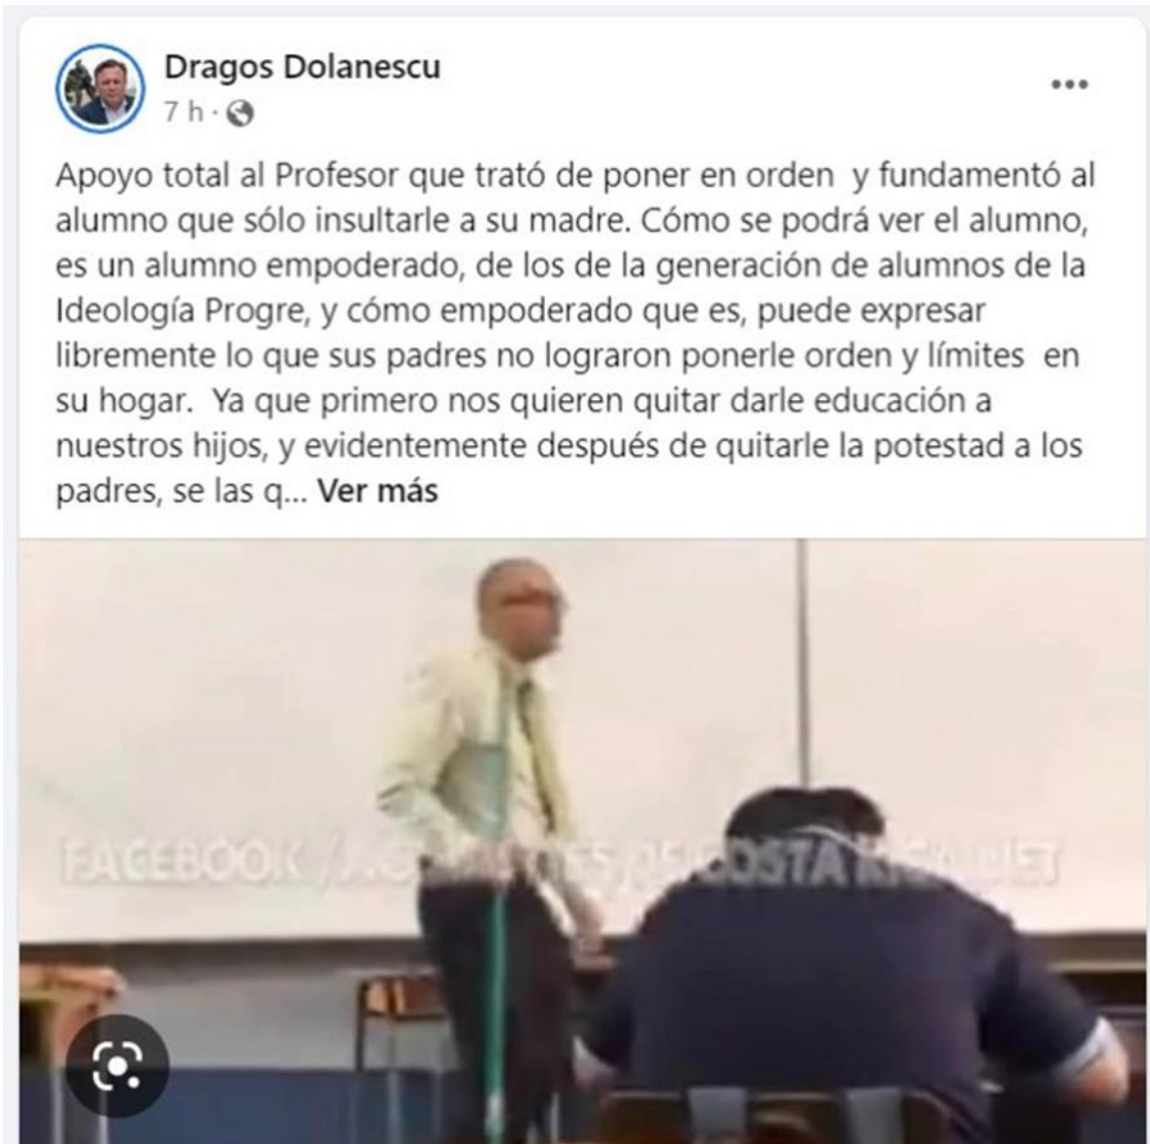 Dragos Dolanescu
7 h ·
Apoyo total al Profesor que trató de poner en orden  y fundamentó al
alumno que sólo insultarle a su madre. Cómo se podrá ver el alumno,
es un alumno empoderado, de los de la generación de alumnos de la
Ideología Progre, y cómo empoderado que es, puede expresar
libremente lo que sus padres no lograron ponerle orden y límites  en
su hogar.  Ya que primero nos quieren quitar darle educación a
nuestros hijos, y evidentemente después de quitarle la potestad a los
padres, se las q... Ver más
FACEBOOK / COSTA